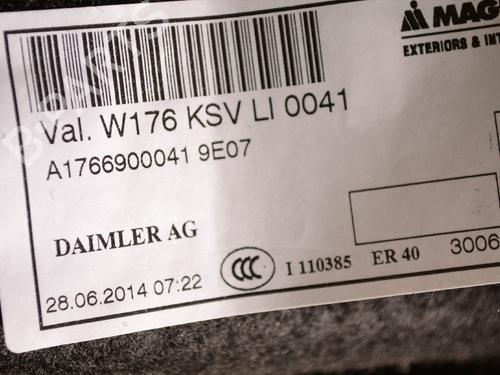 MAG
EXTERIORS & INT
Val. W176 KSV LI 0041
A1766900041 9E07
DAIMLER AG
CCC I 110385 ER 40 3006
28.06.2014 07:22
B-PARTS